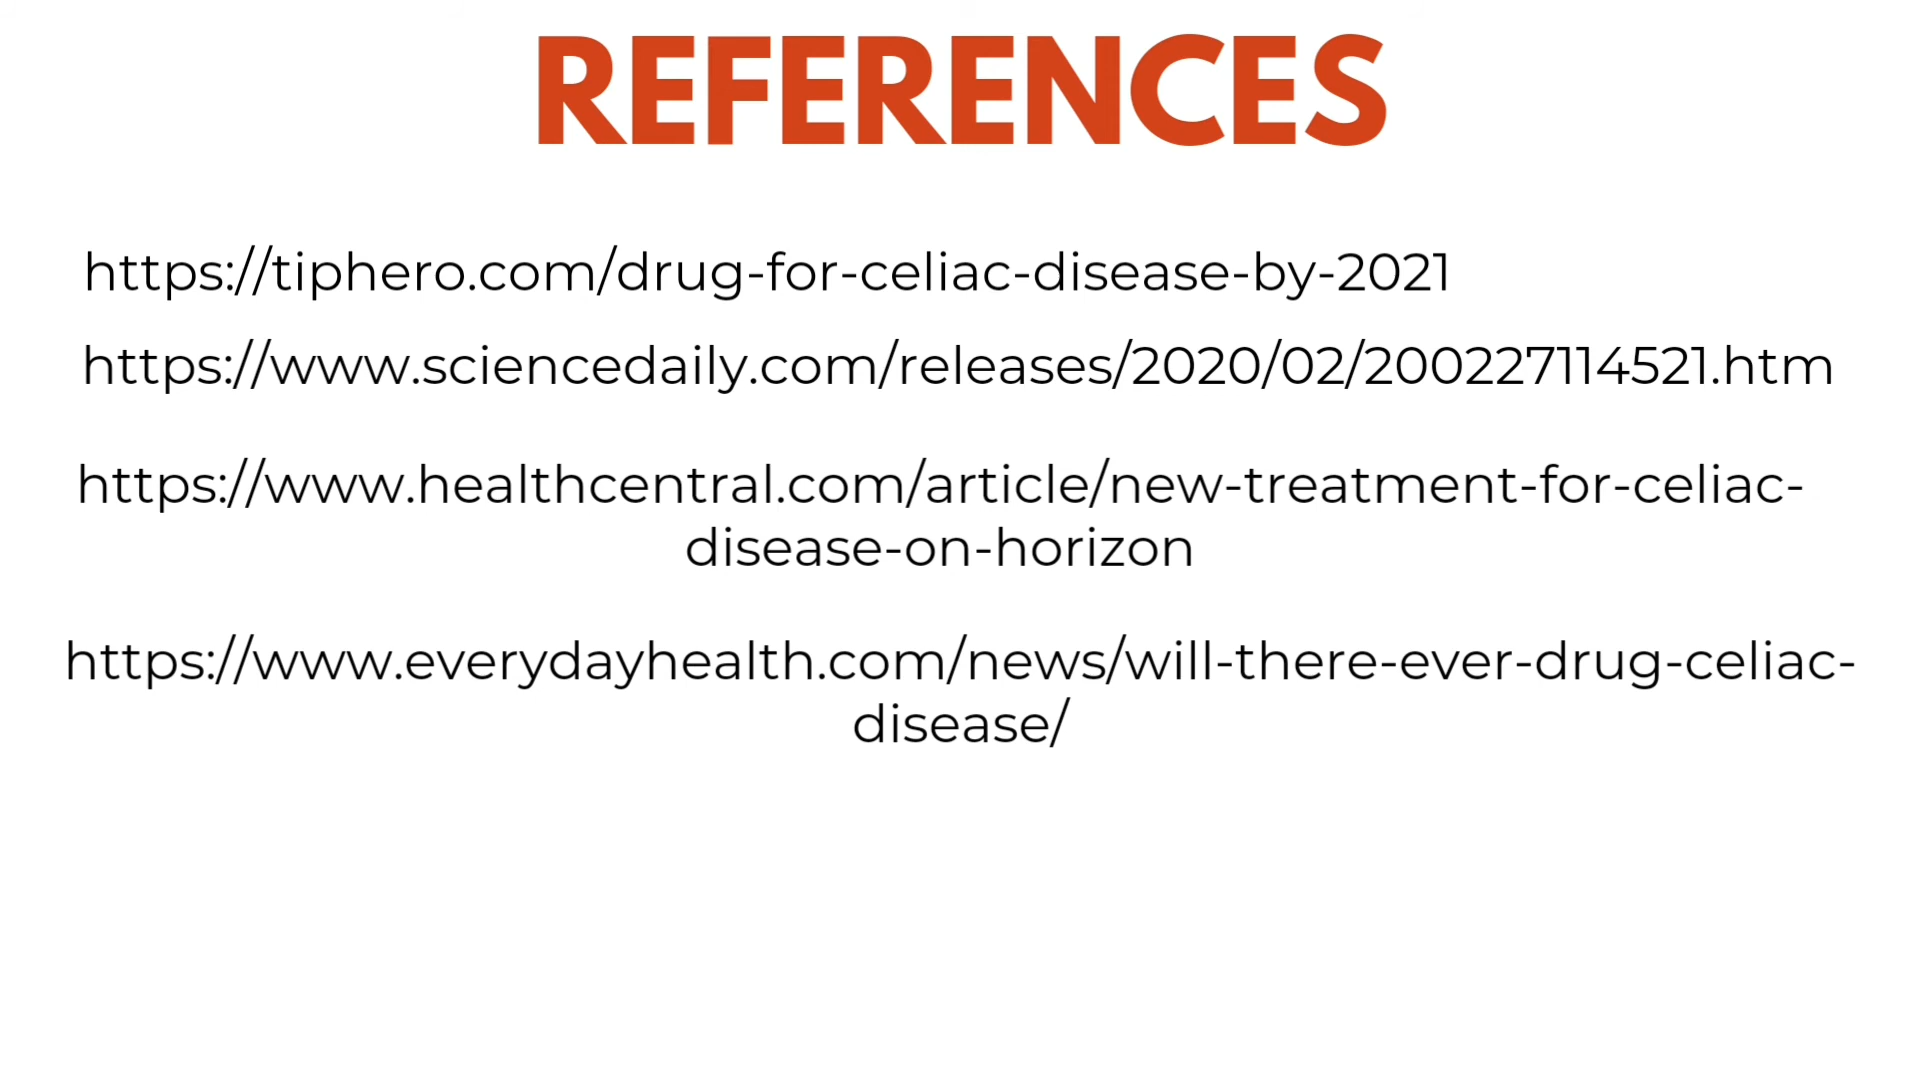 REFERENCES
https://tiphero.com/drug-for-celiac-disease-by-2021
https://www.sciencedaily.com/releases/2020/02/200227114521.htm
https://www.healthcentral.com/article/new-treatment-for-celiac-
disease-on-horizon
https://www.everydayhealth.com/news/will-there-ever-drug-celiac-
disease/